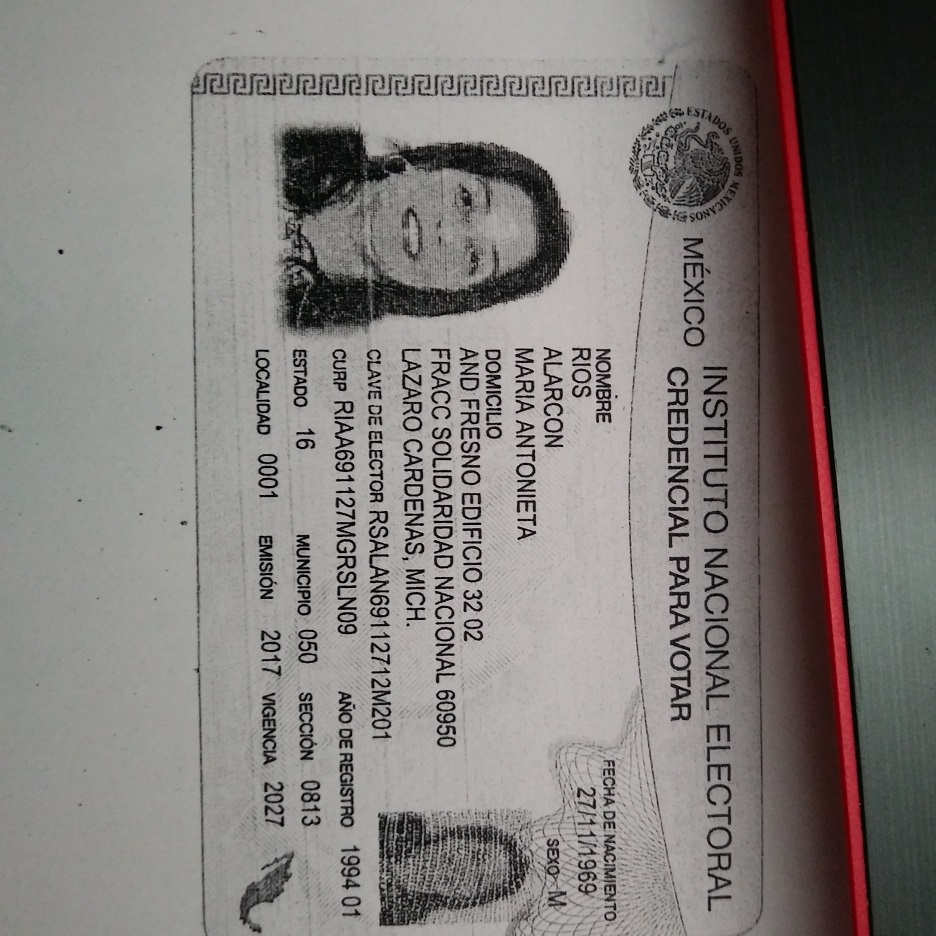 ESTADOS UNIDOS MEXICANOS
MÉXICO INSTITUTO NACIONAL ELECTORAL
CREDENCIAL PARA VOTAR
NOMBRE
RIOS
ALARCON
MARIA ANTONIETA
FECHA DE NACIMIENTO
27/11/1969
SEXO M
DOMICILIO
AND FRESNO EDIFICIO 32 02
FRACC SOLIDARIDAD NACIONAL 60950
LAZARO CARDENAS, MICH.
CLAVE DE ELECTOR RSALAN69112712M201
CURP RIAA691127MGRSLN09 AÑO DE REGISTRO 1994 01
ESTADO 16 MUNICIPIO 050 SECCIÓN 0813
LOCALIDAD 0001 EMISIÓN 2017 VIGENCIA 2027